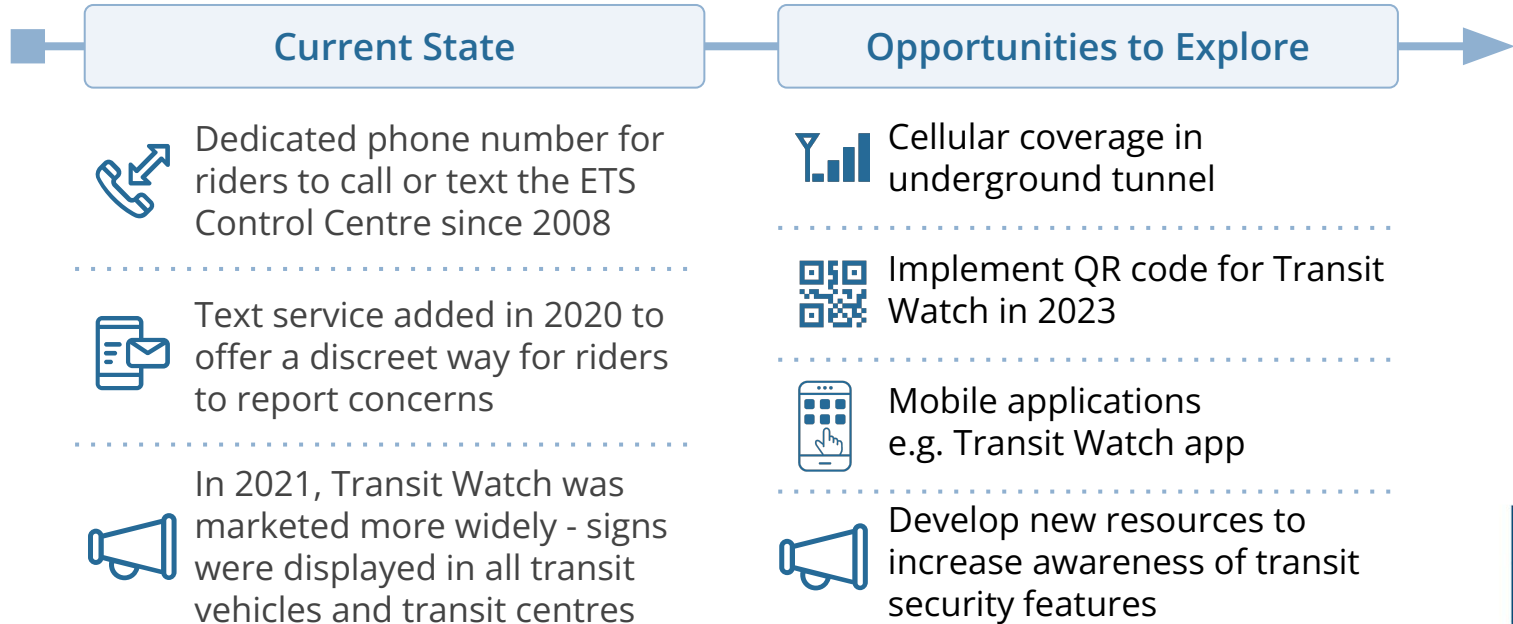 Current State
Dedicated phone number for
riders to call or text the ETS
Control Centre since 2008
Text service added in 2020 to
offer a discreet way for riders
to report concerns
In 2021, Transit Watch was
marketed more widely - signs
were displayed in all transit
vehicles and transit centres
Opportunities to Explore
Cellular coverage in
underground tunnel
Implement QR code for Transit
Watch in 2023
Mobile applications
e.g. Transit Watch app
Develop new resources to
increase awareness of transit
security features